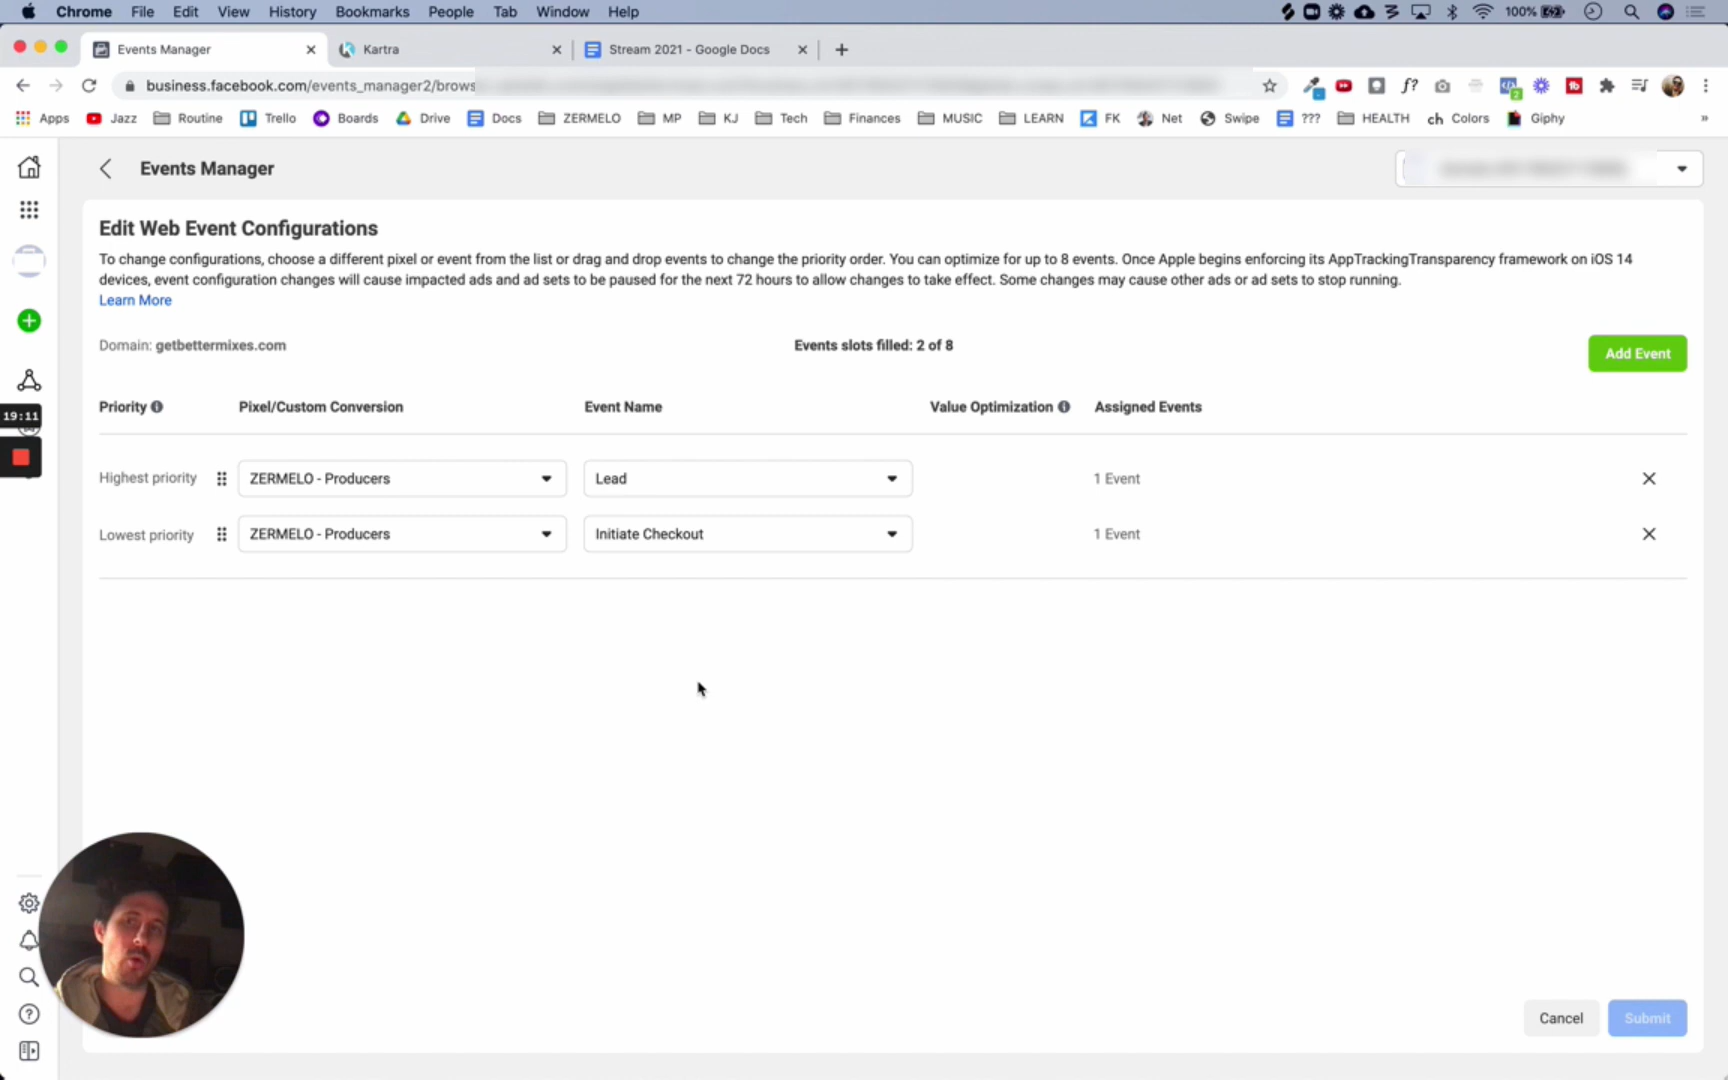 Chrome File Edit View History Bookmarks People Tab Window Help 100%
Events Manager Kartra Stream 2021 - Google Docs
business.facebook.com/events_manager2/brows
Apps Jazz Routine Trello Boards Drive Docs ZERMELO MP KJ Tech Finances MUSIC LEARN FK Net Swipe ??? HEALTH ch Colors Giphy »
Events Manager
Edit Web Event Configurations
To change configurations, choose a different pixel or event from the list or drag and drop events to change the priority order. You can optimize for up to 8 events. Once Apple begins enforcing its AppTrackingTransparency framework on iOS 14
devices, event configuration changes will cause impacted ads and ad sets to be paused for the next 72 hours to allow changes to take effect. Some changes may cause other ads or ad sets to stop running.
Learn More
Domain: getbettermixes.com Events slots filled: 2 of 8 Add Event
Priority Pixel/Custom Conversion Event Name Value Optimization Assigned Events
19:11
Highest priority ZERMELO - Producers Lead 1 Event
Lowest priority ZERMELO - Producers Initiate Checkout 1 Event
Cancel Submit